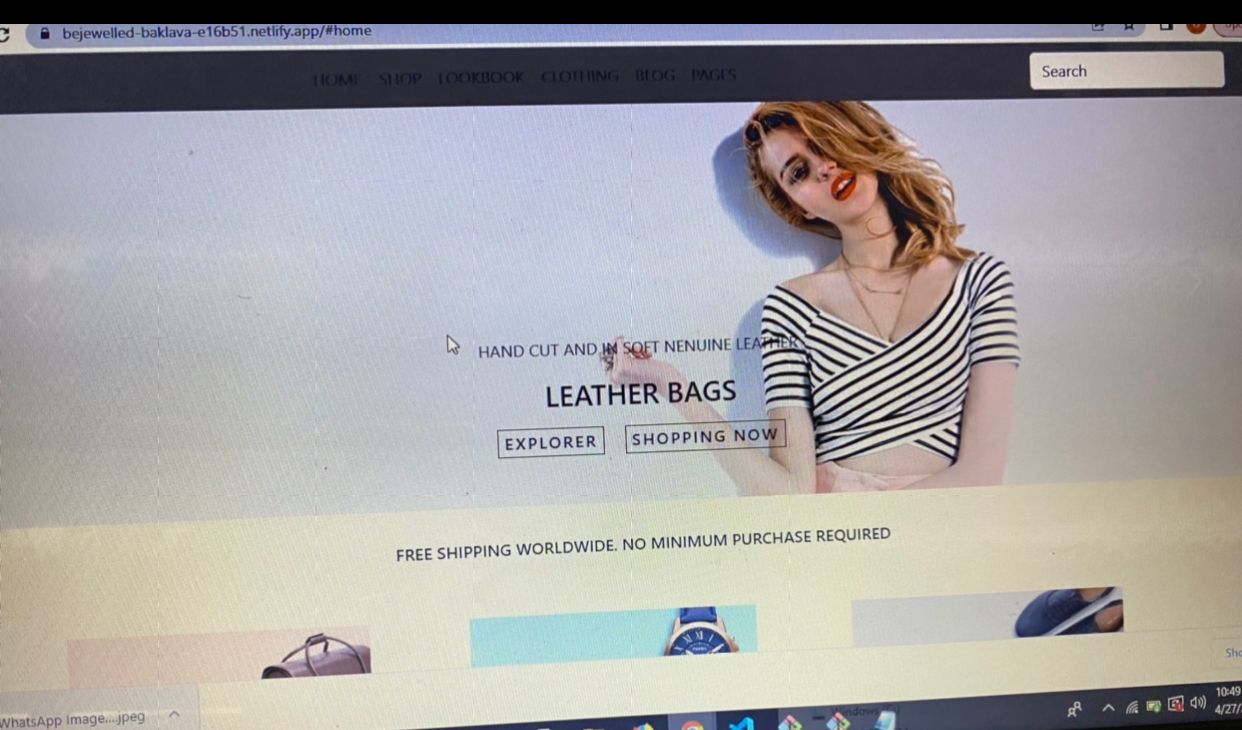 bejewelled-baklava-e16b51.netlify.app/#home
HOME SHOP LOOKBOOK CLOTHING BLOG PAGES
Search
HAND CUT AND IN SOFT NENUINE LEATHER
LEATHER BAGS
EXPLORER SHOPPING NOW
FREE SHIPPING WORLDWIDE. NO MINIMUM PURCHASE REQUIRED
Sho
WhatsApp Image....jpeg
Windows
10:49
4/27/